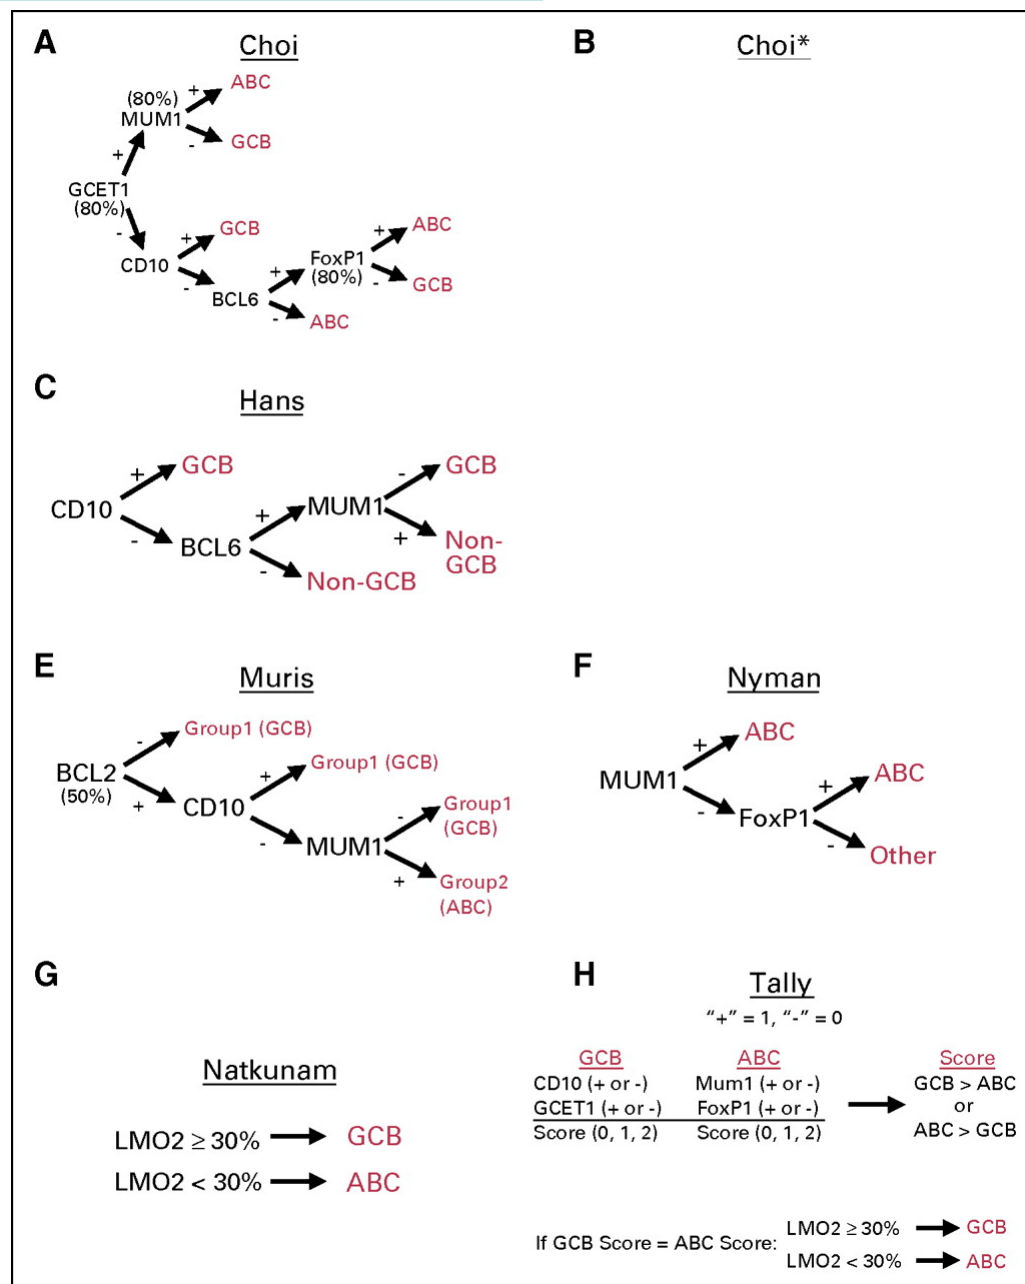 A
Choi
(80%)
MUM1
+
ABC
-
GCB
+
GCET1
(80%)
-
CD10
+
GCB
-
BCL6
+
FoxP1
(80%)
+
ABC
-
GCB
-
ABC
B
Choi*
C
Hans
CD10
+
GCB
-
BCL6
+
MUM1
-
GCB
+
Non-
GCB
-
Non-GCB
E
Muris
BCL2
(50%)
-
Group1 (GCB)
+
CD10
+
Group1 (GCB)
-
MUM1
-
Group1
(GCB)
+
Group2
(ABC)
F
Nyman
MUM1
+
ABC
-
FoxP1
+
ABC
-
Other
G
Natkunam
LMO2 ≥ 30% GCB
LMO2 < 30% ABC
H
Tally
"+" = 1, "-" = 0
GCB ABC Score
CD10 (+ or -) Mum1 (+ or -) GCB > ABC
GCET1 (+ or -) FoxP1 (+ or -) or
Score (0, 1, 2) Score (0, 1, 2) ABC > GCB
If GCB Score = ABC Score:
LMO2 ≥ 30% GCB
LMO2 < 30% ABC